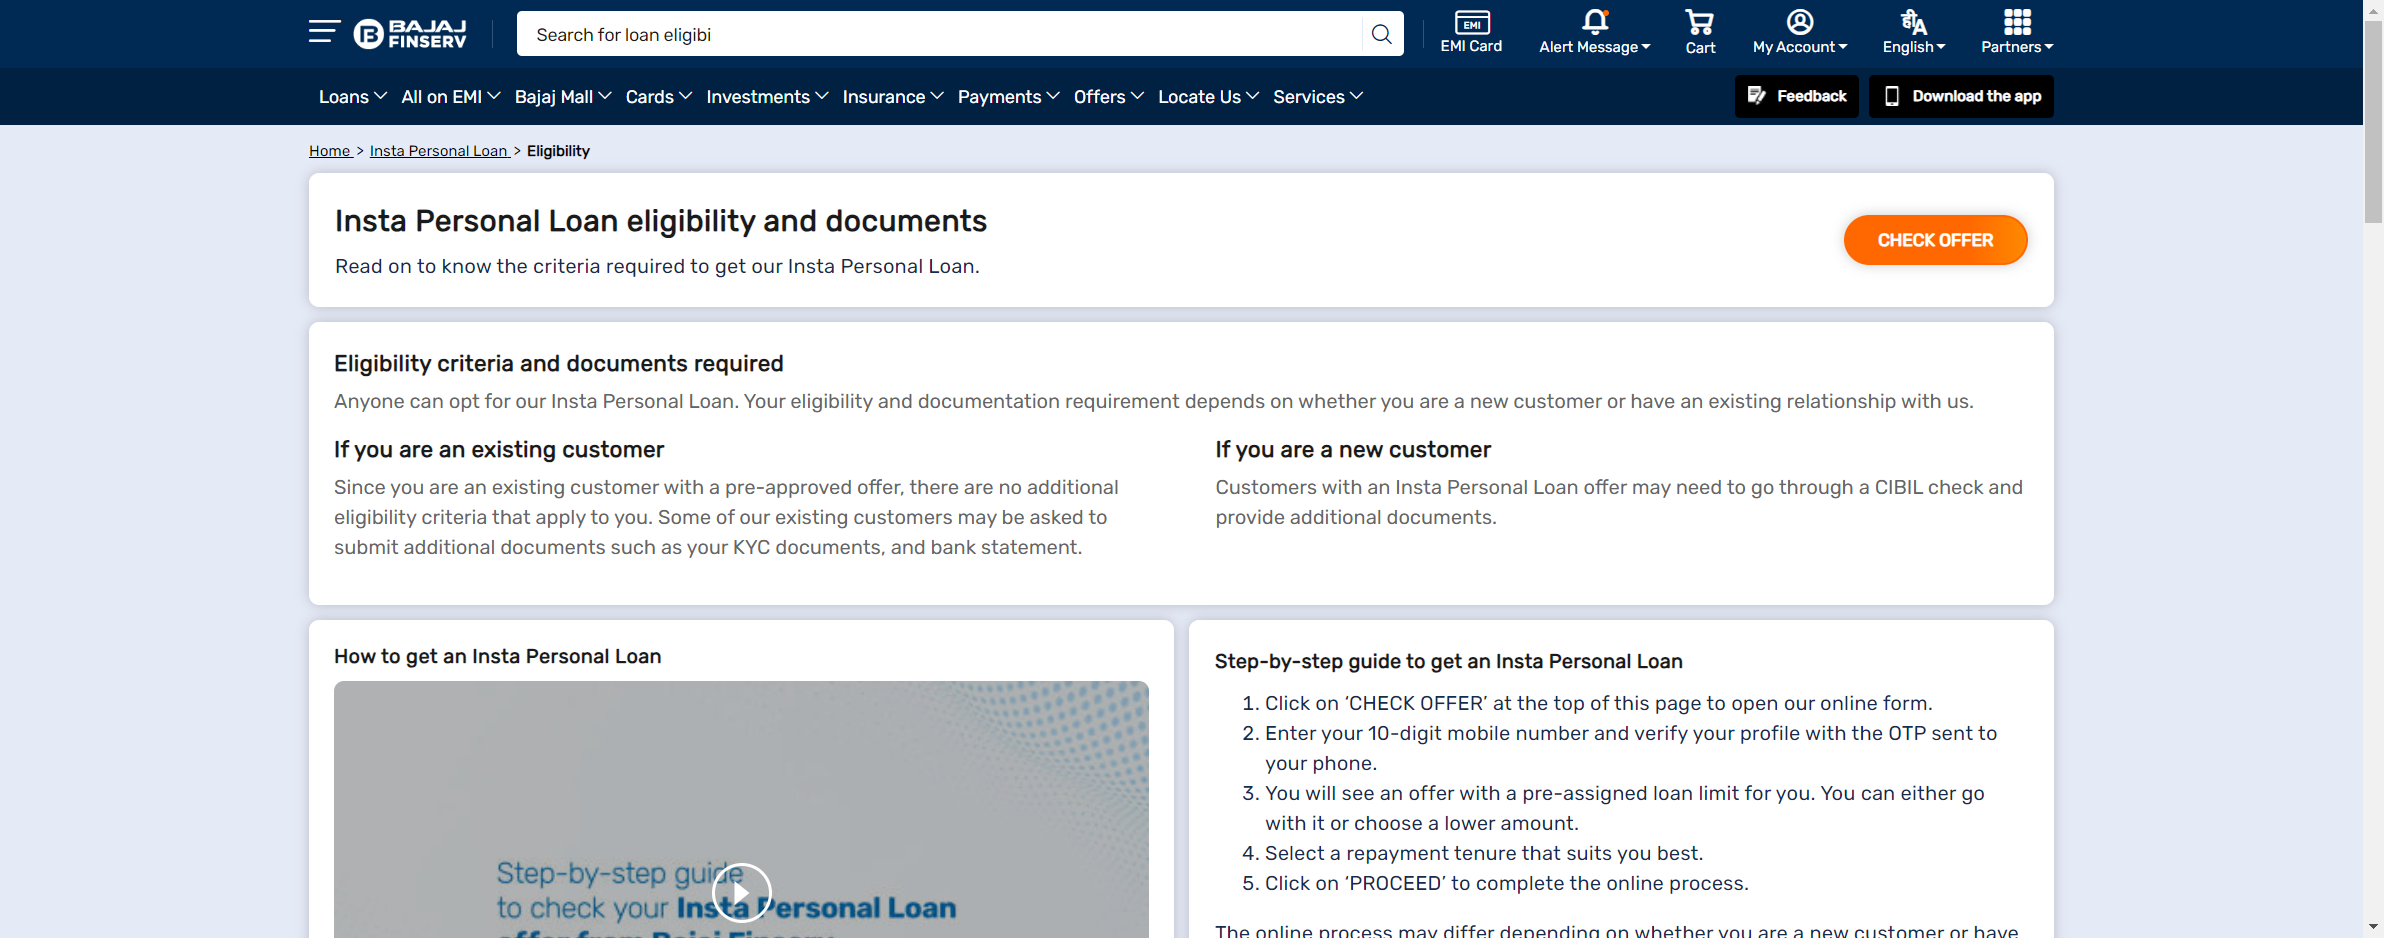 BAJAJ
FINSERV
Search for loan eligibi
EMI
EMI Card
Alert Message
Cart
My Account
हीA
English
Partners
Loans
All on EMI
Bajaj Mall
Cards
Investments
Insurance
Payments
Offers
Locate Us
Services
Feedback
Download the app
Home > Insta Personal Loan > Eligibility
Insta Personal Loan eligibility and documents
Read on to know the criteria required to get our Insta Personal Loan.
CHECK OFFER
Eligibility criteria and documents required
Anyone can opt for our Insta Personal Loan. Your eligibility and documentation requirement depends on whether you are a new customer or have an existing relationship with us.
If you are an existing customer
Since you are an existing customer with a pre-approved offer, there are no additional
eligibility criteria that apply to you. Some of our existing customers may be asked to
submit additional documents such as your KYC documents, and bank statement.
If you are a new customer
Customers with an Insta Personal Loan offer may need to go through a CIBIL check and
provide additional documents.
How to get an Insta Personal Loan
Step-by-step guide
to check your Insta Personal Loan
offer from Bajaj Finserv
Step-by-step guide to get an Insta Personal Loan
1. Click on ‘CHECK OFFER’ at the top of this page to open our online form.
2. Enter your 10-digit mobile number and verify your profile with the OTP sent to
your phone.
3. You will see an offer with a pre-assigned loan limit for you. You can either go
with it or choose a lower amount.
4. Select a repayment tenure that suits you best.
5. Click on ‘PROCEED’ to complete the online process.
The online process may differ depending on whether you are a new customer or have